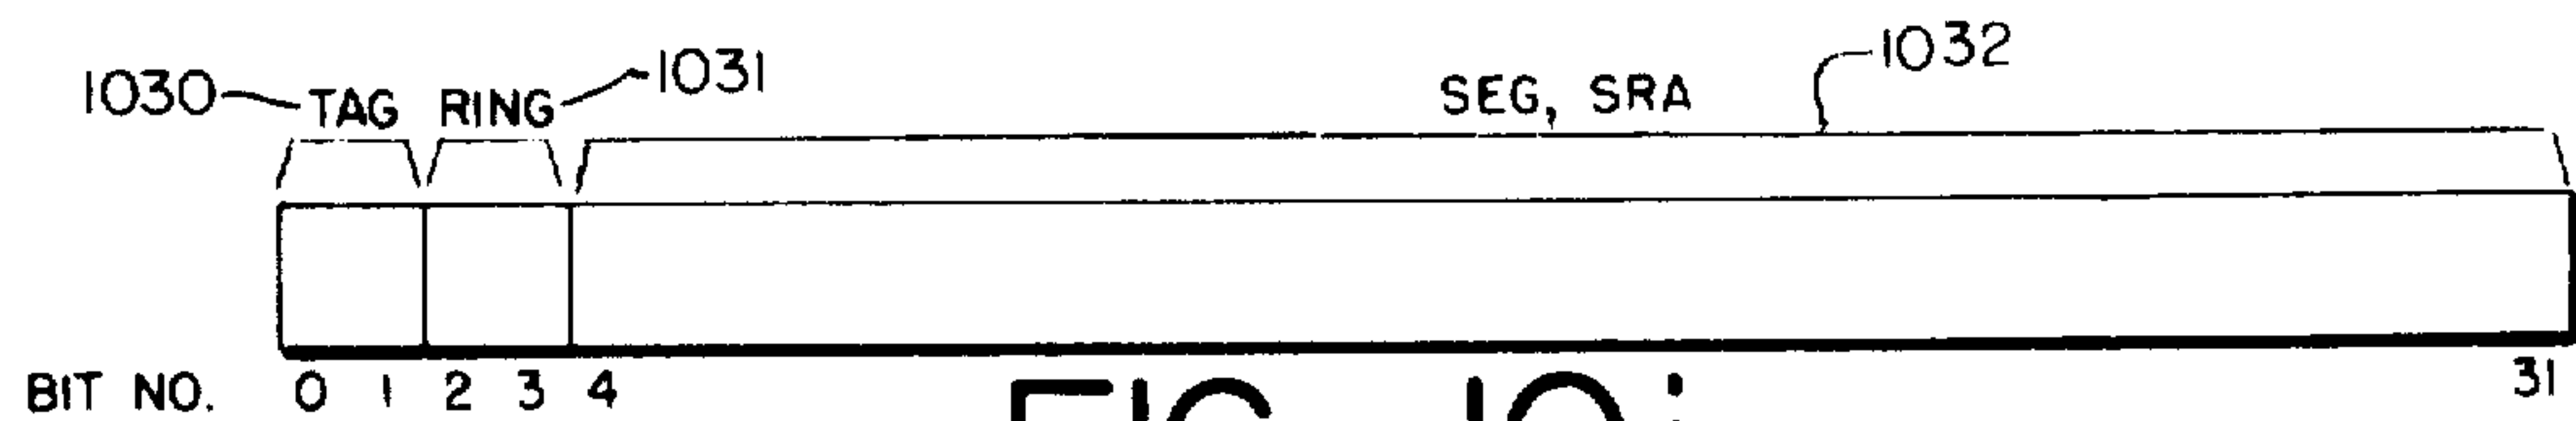 1030 TAG RING 1031 SEG, SRA 1032
BIT NO. 0 1 2 3 4 31